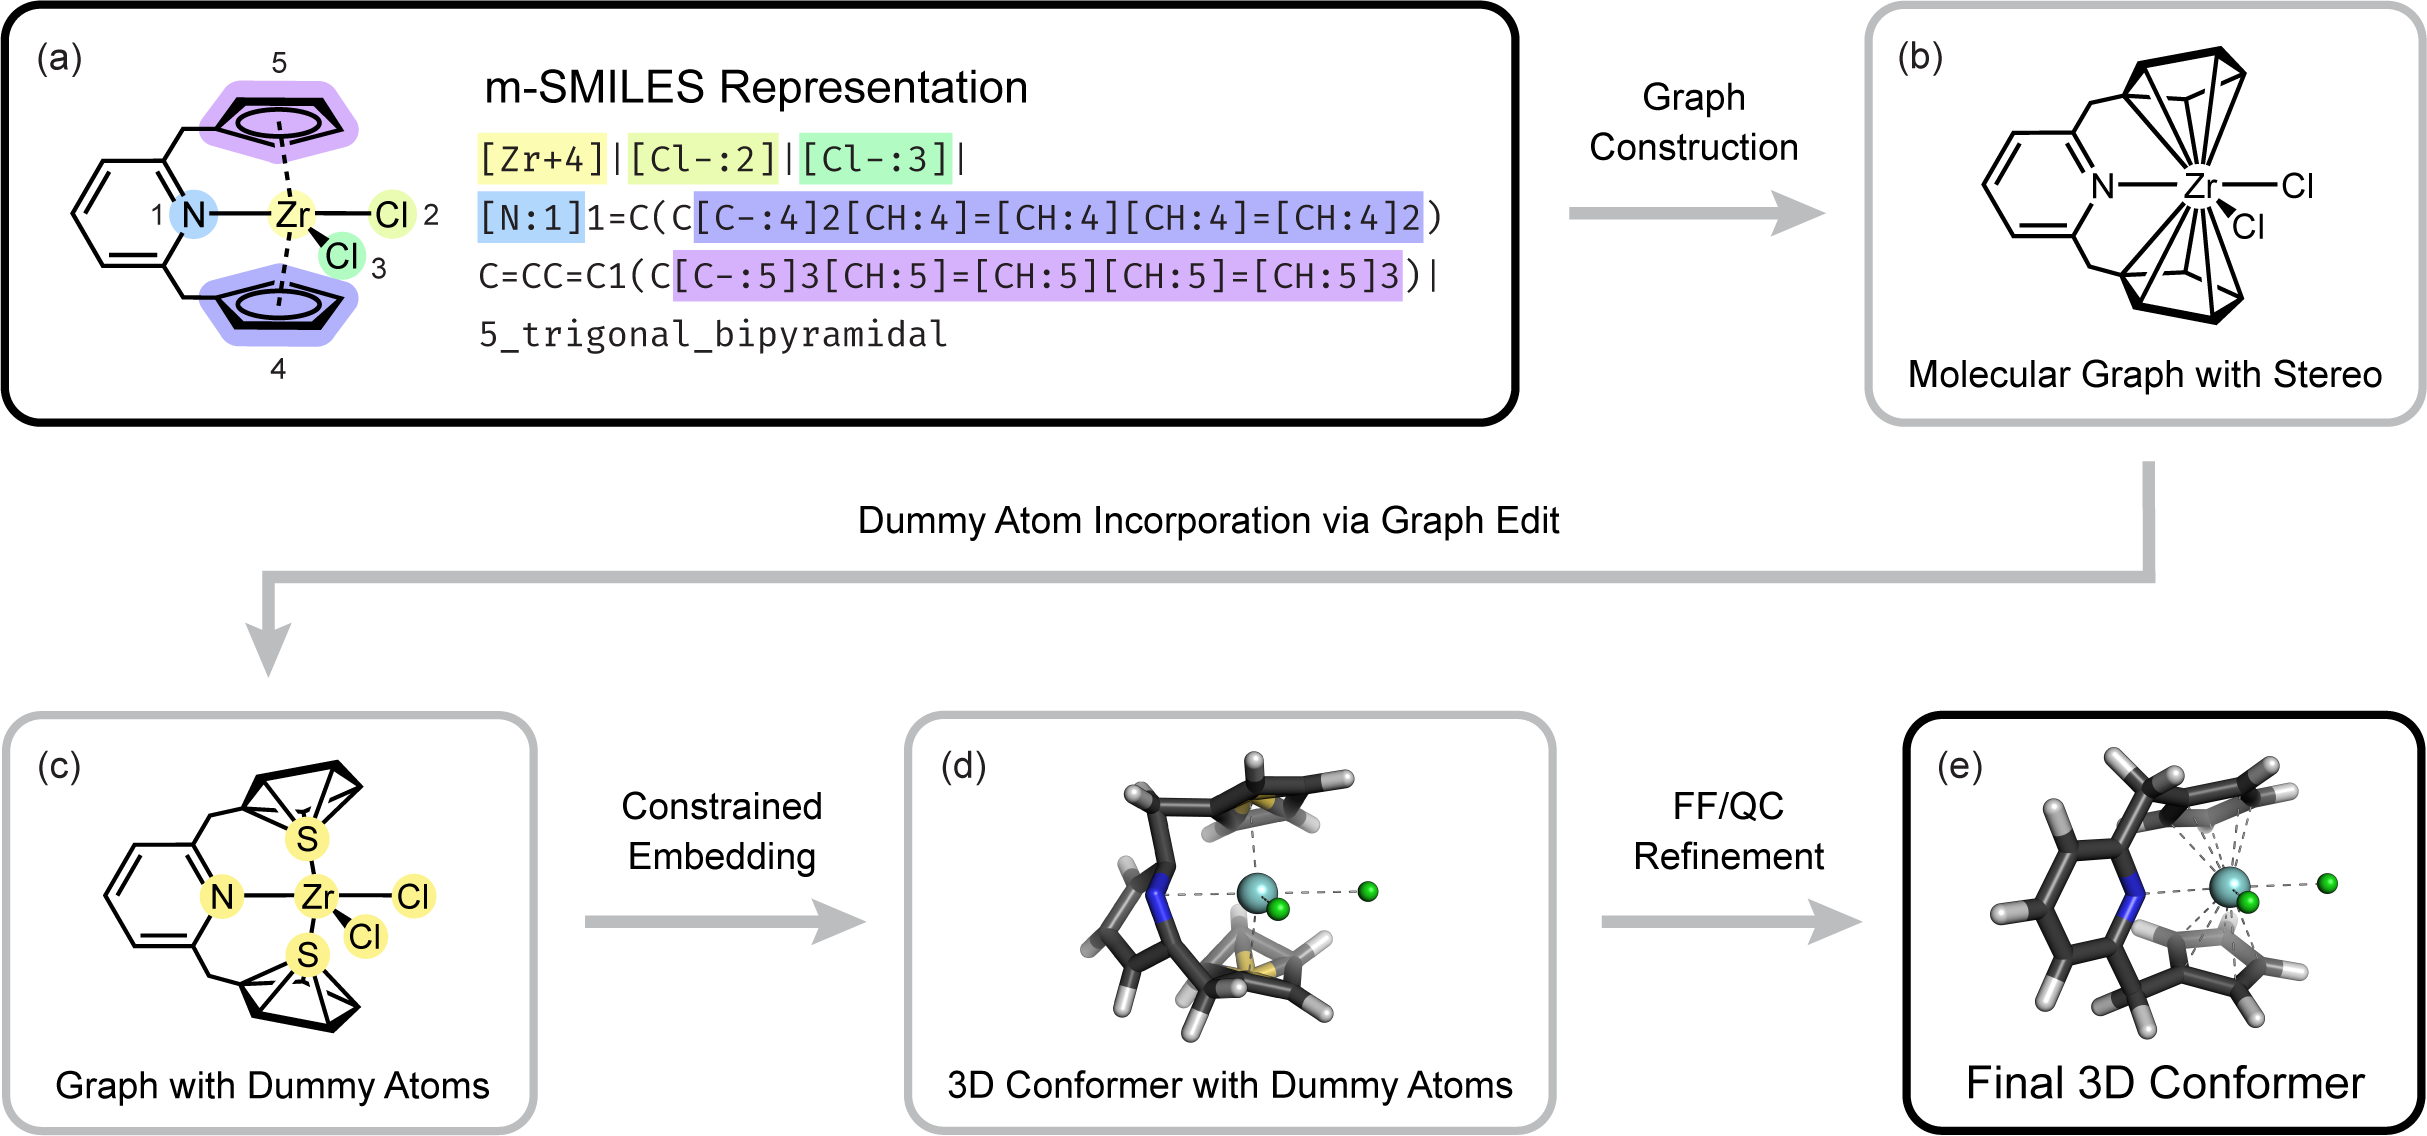 (a)
5
N
1
Zr
Cl
2
Cl
3
4
m-SMILES Representation
[Zr+4]|[Cl-:2]|[Cl-:3]|
[N:1]1=C(C[C-:4]2[CH:4]=[CH:4][CH:4]=[CH:4]2)
C=CC=C1(C[C-:5]3[CH:5]=[CH:5][CH:5]=[CH:5]3)|
5_trigonal_bipyramidal
Graph
Construction
(b)
N
Zr
Cl
Cl
Molecular Graph with Stereo
Dummy Atom Incorporation via Graph Edit
(c)
S
N
Zr
Cl
Cl
S
Graph with Dummy Atoms
Constrained
Embedding
(d)
3D Conformer with Dummy Atoms
FF/QC
Refinement
(e)
Final 3D Conformer